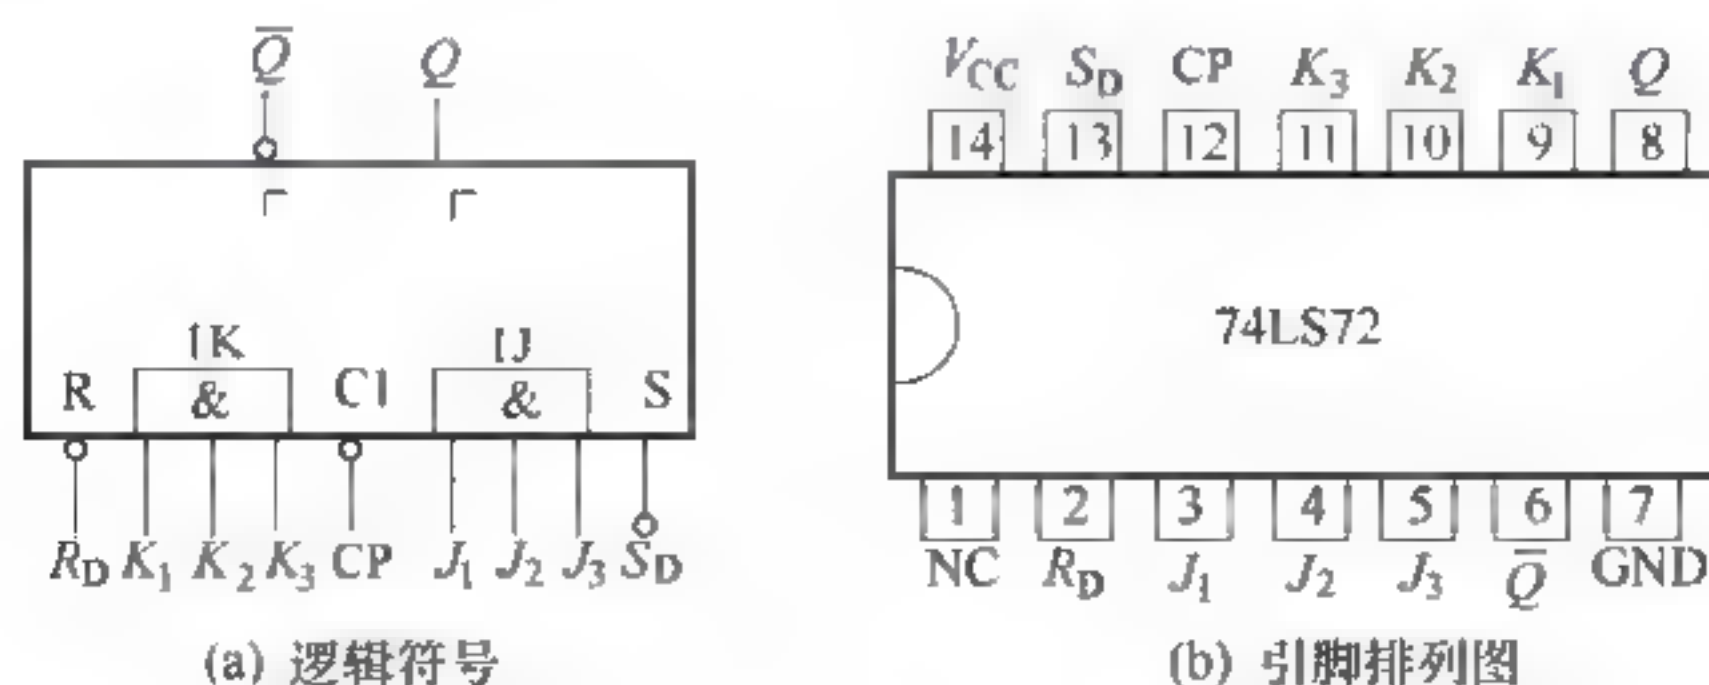 Q̅ Q
⌐ ⌐
1K 1J
R & C1 & S
R_D K_1 K_2 K_3 CP J_1 J_2 J_3 S_D
(a) 逻辑符号
V_CC S_D CP K_3 K_2 K_1 Q
14 13 12 11 10 9 8
74LS72
1 2 3 4 5 6 7
NC R_D J_1 J_2 J_3 Q̅ GND
(b) 引脚排列图